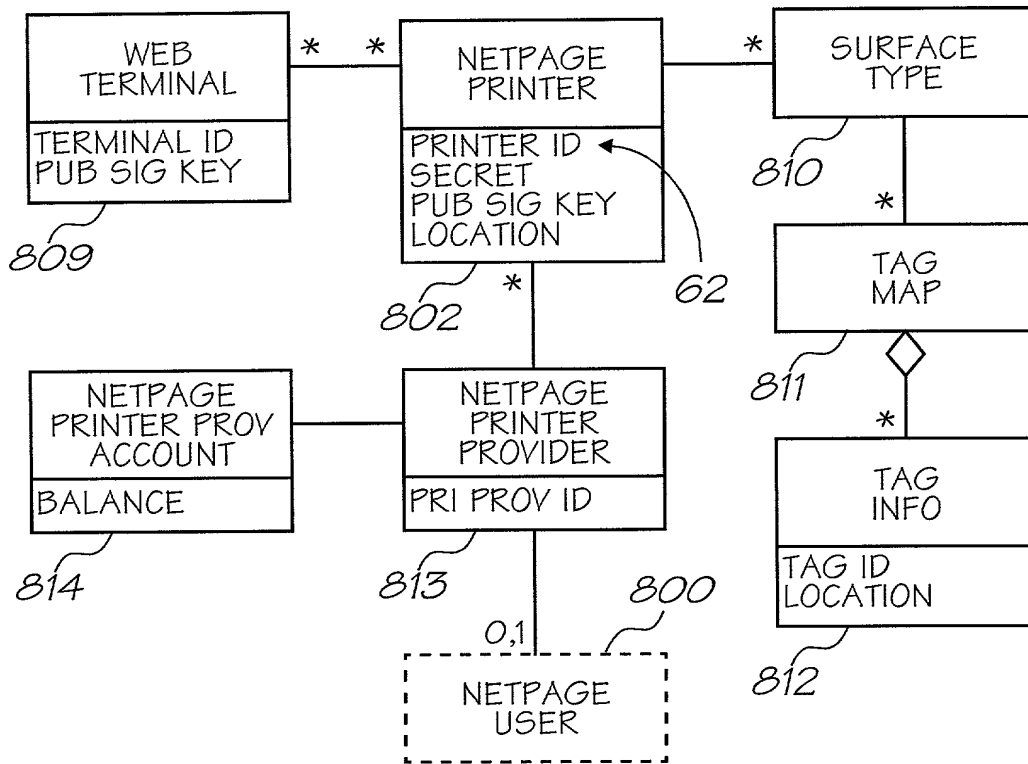 WEB
TERMINAL
TERMINAL ID
PUB SIG KEY
809
*
*
NETPAGE
PRINTER
PRINTER ID
SECRET
PUB SIG KEY
LOCATION
62
802
*
*
SURFACE
TYPE
810
*
TAG
MAP
811
*
TAG
INFO
TAG ID
LOCATION
812
NETPAGE
PRINTER PROV
ACCOUNT
BALANCE
814
NETPAGE
PRINTER
PROVIDER
PRI PROV ID
813
0,1
800
NETPAGE
USER